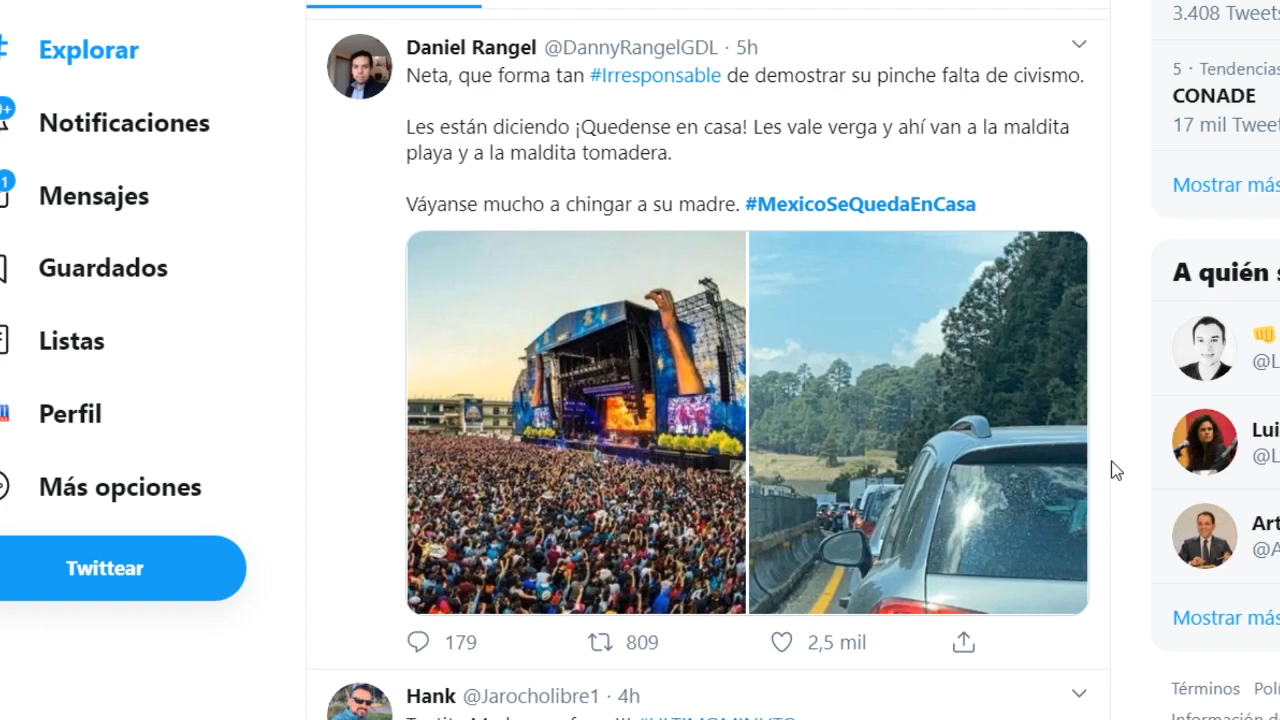 Explorar
Notificaciones
Mensajes
Guardados
Listas
Perfil
Más opciones
Twittear
Daniel Rangel @DannyRangelGDL · 5h
Neta, que forma tan #Irresponsable de demostrar su pinche falta de civismo.
Les están diciendo ¡Quedense en casa! Les vale verga y ahí van a la maldita
playa y a la maldita tomadera.
Váyanse mucho a chingar a su madre. #MexicoSeQuedaEnCasa
179 809 2,5 mil
Hank @Jarocholibre1 · 4h
#ULTIMOMINUTO
3.408 Tweets
5 · Tendencias
CONADE
17 mil Tweet
Mostrar más
A quién s
@L
Lui
@L
Art
@A
Mostrar más
Términos Polí
Información d